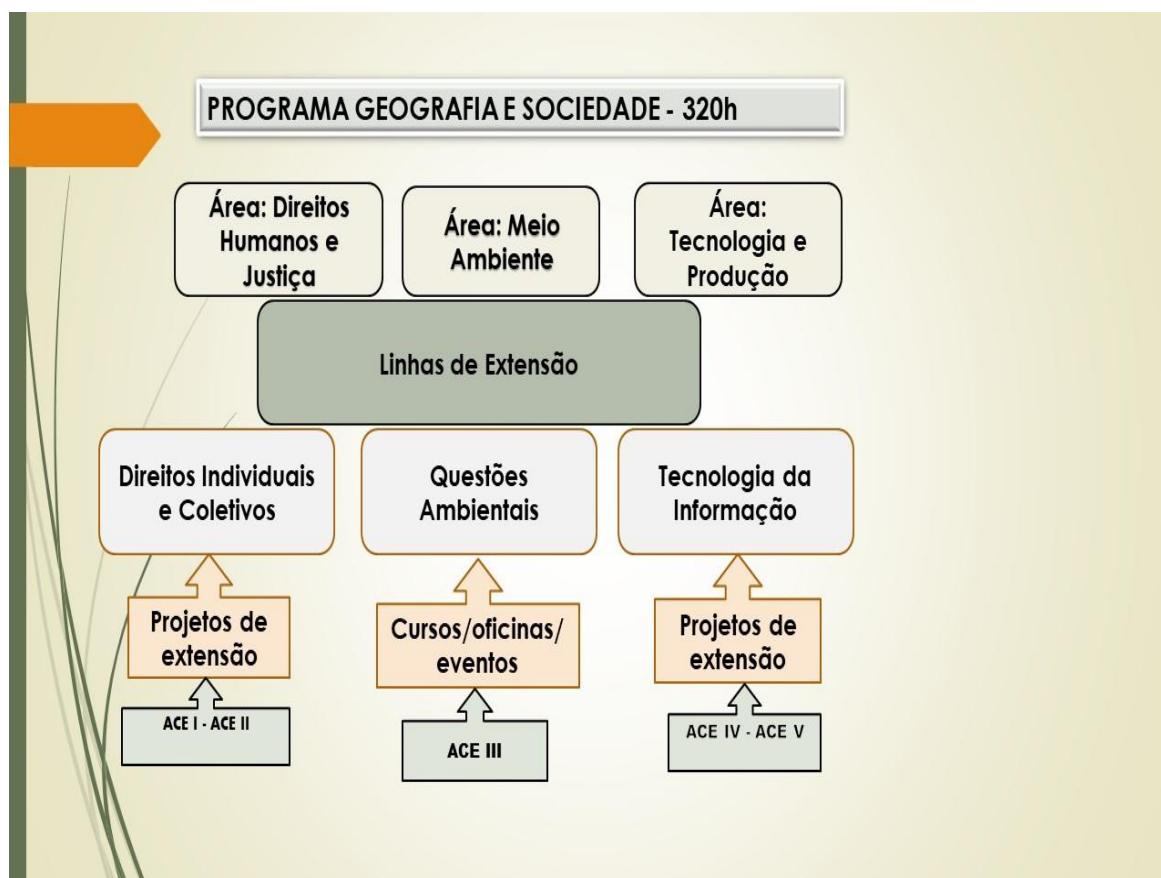 PROGRAMA GEOGRAFIA E SOCIEDADE - 320h
Área: Direitos
Humanos e
Justiça
Área: Meio
Ambiente
Área:
Tecnologia e
Produção
Linhas de Extensão
Direitos Individuais
e Coletivos
Questões
Ambientais
Tecnologia da
Informação
Projetos de
extensão
Cursos/oficinas/
eventos
Projetos de
extensão
ACE I - ACE II
ACE III
ACE IV - ACE V